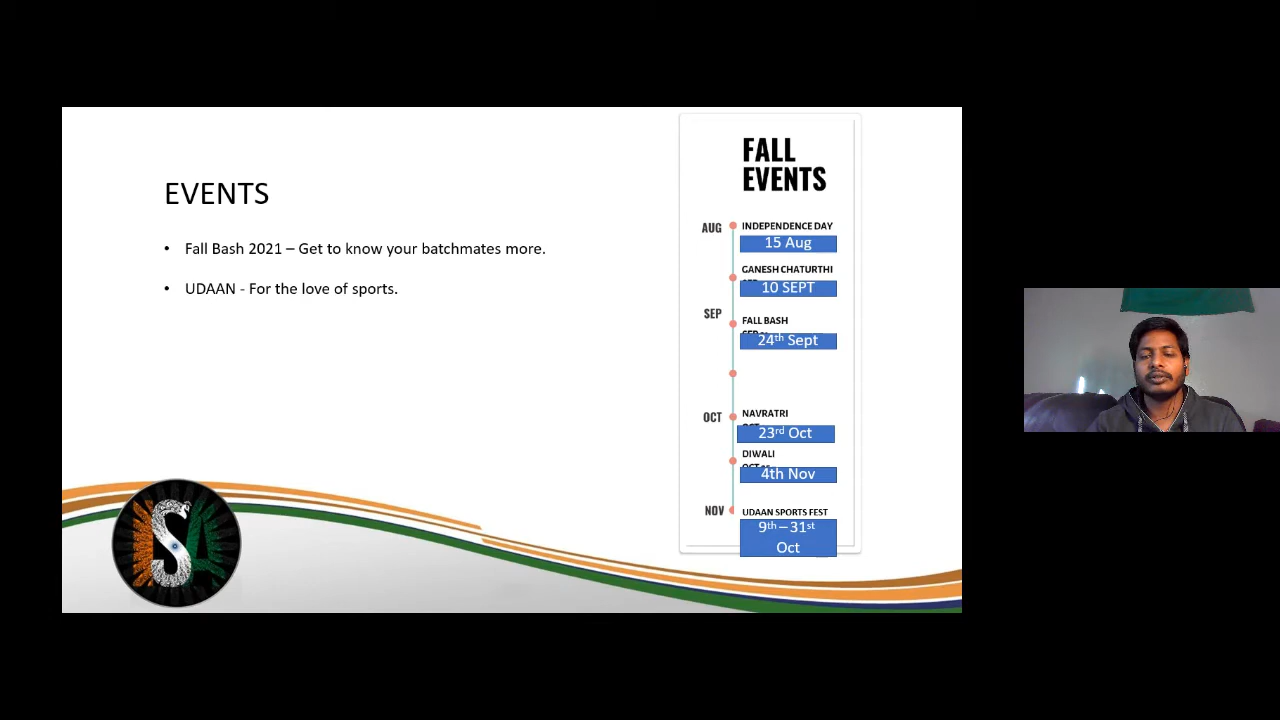 EVENTS
• Fall Bash 2021 – Get to know your batchmates more.
• UDAAN - For the love of sports.
FALL
EVENTS
AUG
INDEPENDENCE DAY
15 Aug
GANESH CHATURTHI
10 SEPT
SEP
FALL BASH
24th Sept
OCT
NAVRATRI
23rd Oct
DIWALI
4th Nov
NOV
UDAAN SPORTS FEST
9th – 31st
Oct
ISA